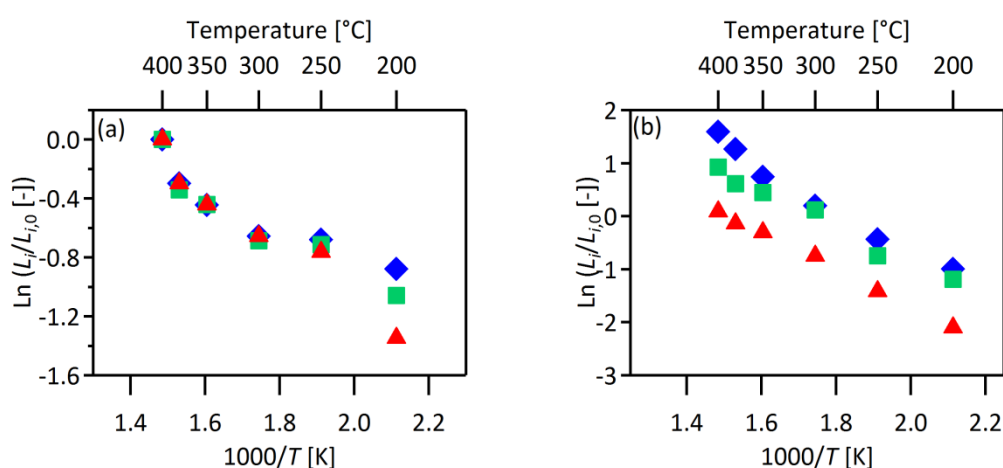 Temperature [°C]
400 350 300 250 200
(a)
0.0
-0.4
-0.8
-1.2
-1.6
Ln (Li/Li,0 [-])
1.4 1.6 1.8 2.0 2.2
1000/T [K]
Temperature [°C]
400 350 300 250 200
(b)
2
1
0
-1
-2
-3
Ln (Li/Li,0 [-])
1.4 1.6 1.8 2.0 2.2
1000/T [K]